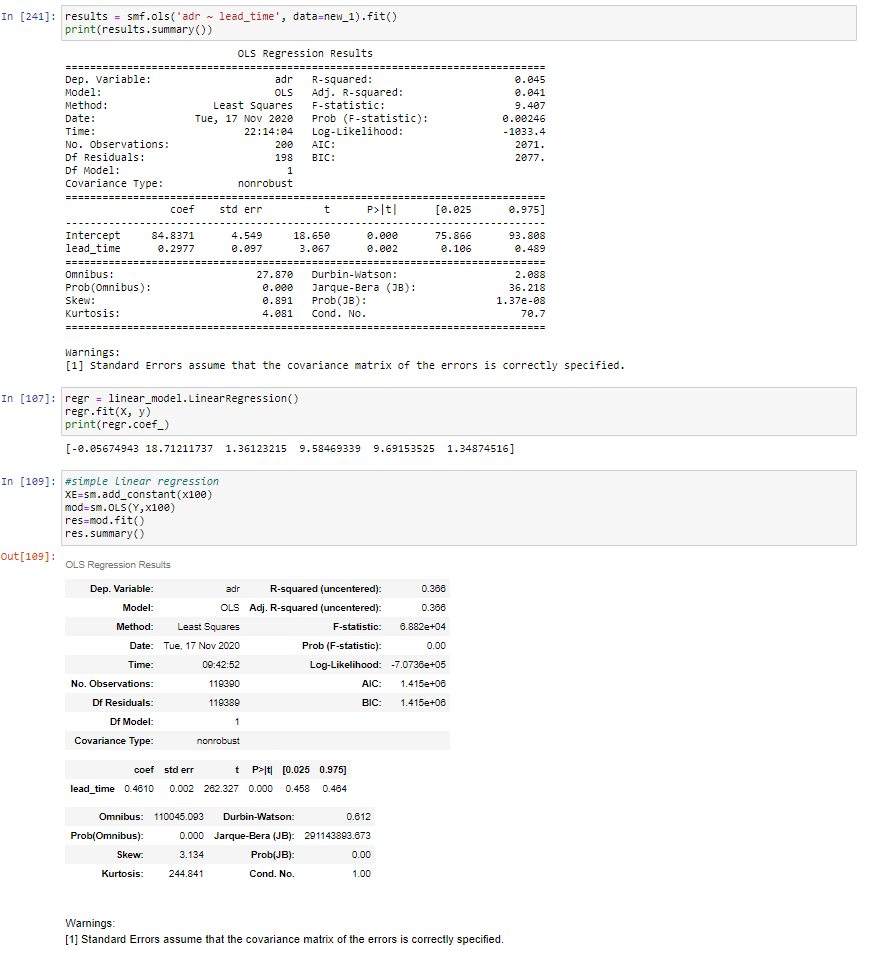 In [241]: results = smf.ols('adr ~ lead_time', data=new_1).fit()
print(results.summary())
OLS Regression Results
==============================================================================
Dep. Variable: adr R-squared: 0.045
Model: OLS Adj. R-squared: 0.041
Method: Least Squares F-statistic: 9.407
Date: Tue, 17 Nov 2020 Prob (F-statistic): 0.00246
Time: 22:14:04 Log-Likelihood: -1033.4
No. Observations: 200 AIC: 2071.
Df Residuals: 198 BIC: 2077.
Df Model: 1
Covariance Type: nonrobust
==============================================================================
coef std err t P>|t| [0.025 0.975]
------------------------------------------------------------------------------
Intercept 84.8371 4.549 18.650 0.000 75.866 93.808
lead_time 0.2977 0.097 3.067 0.002 0.106 0.489
==============================================================================
Omnibus: 27.870 Durbin-Watson: 2.088
Prob(Omnibus): 0.000 Jarque-Bera (JB): 36.218
Skew: 0.891 Prob(JB): 1.37e-08
Kurtosis: 4.081 Cond. No. 70.7
==============================================================================
Warnings:
[1] Standard Errors assume that the covariance matrix of the errors is correctly specified.
In [107]: regr = linear_model.LinearRegression()
regr.fit(X, y)
print(regr.coef_)
[-0.05674943 18.71211737 1.36123215 9.58469339 9.69153525 1.34874516]
In [109]: #simple linear regression
XE=sm.add_constant(x100)
mod=sm.OLS(Y,x100)
res=mod.fit()
res.summary()
Out[109]:
OLS Regression Results
Dep. Variable: adr R-squared (uncentered): 0.366
Model: OLS Adj. R-squared (uncentered): 0.366
Method: Least Squares F-statistic: 6.882e+04
Date: Tue, 17 Nov 2020 Prob (F-statistic): 0.00
Time: 09:42:52 Log-Likelihood: -7.0736e+05
No. Observations: 119390 AIC: 1.415e+06
Df Residuals: 119389 BIC: 1.415e+06
Df Model: 1
Covariance Type: nonrobust
coef std err t P>|t| [0.025 0.975]
lead_time 0.4610 0.002 262.327 0.000 0.458 0.464
Omnibus: 110045.093 Durbin-Watson: 0.612
Prob(Omnibus): 0.000 Jarque-Bera (JB): 291143893.673
Skew: 3.134 Prob(JB): 0.00
Kurtosis: 244.841 Cond. No. 1.00
Warnings:
[1] Standard Errors assume that the covariance matrix of the errors is correctly specified.